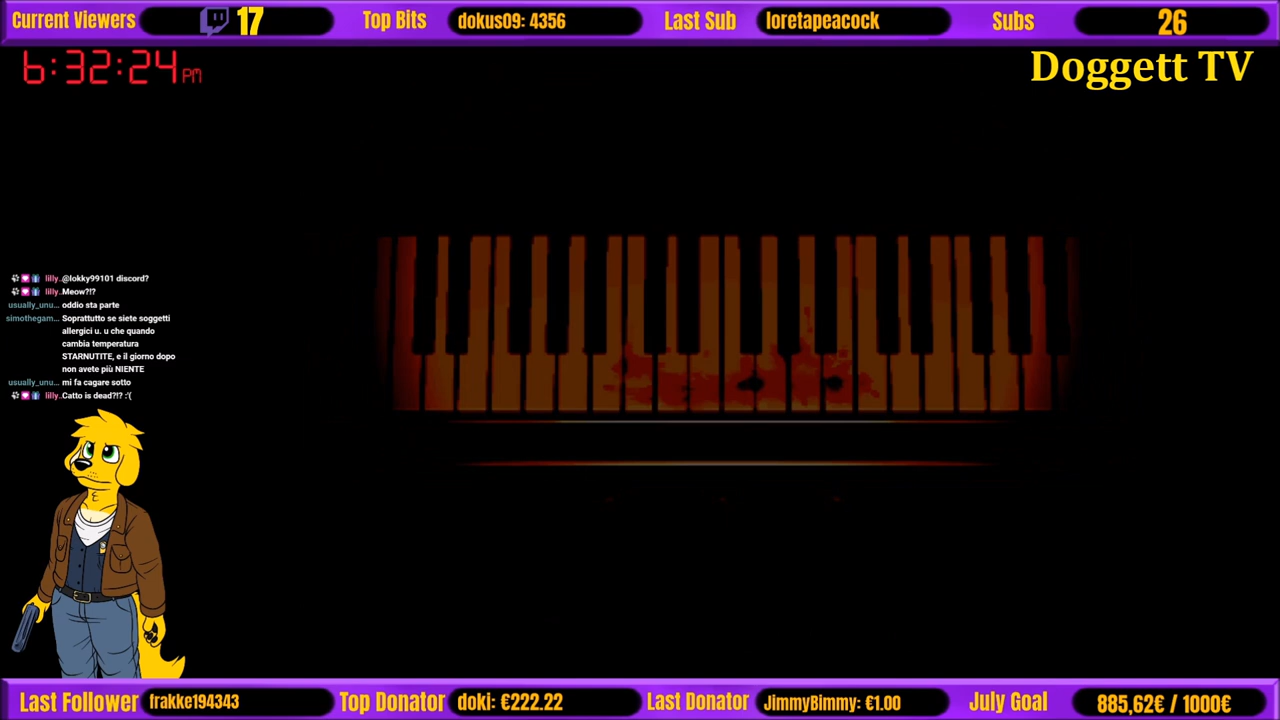 Current Viewers 17 Top Bits dokus09: 4356 Last Sub loretapeacock Subs 26
6:32:24 PM
Doggett TV
lilly. @lokky99101 discord?
lilly. Meow?!?
usually_unu... oddio sta parte
simothegam... Soprattutto se siete soggetti
allergici u. u che quando
cambia temperatura
STARNUTITE, e il giorno dopo
non avete più NIENTE
usually_unu... mi fa cagare sotto
lilly. Catto is dead?!? :'(
Last Follower frakke194343 Top Donator doki: €222.22 Last Donator JimmyBimmy: €1.00 July Goal 885,62€ / 1000€